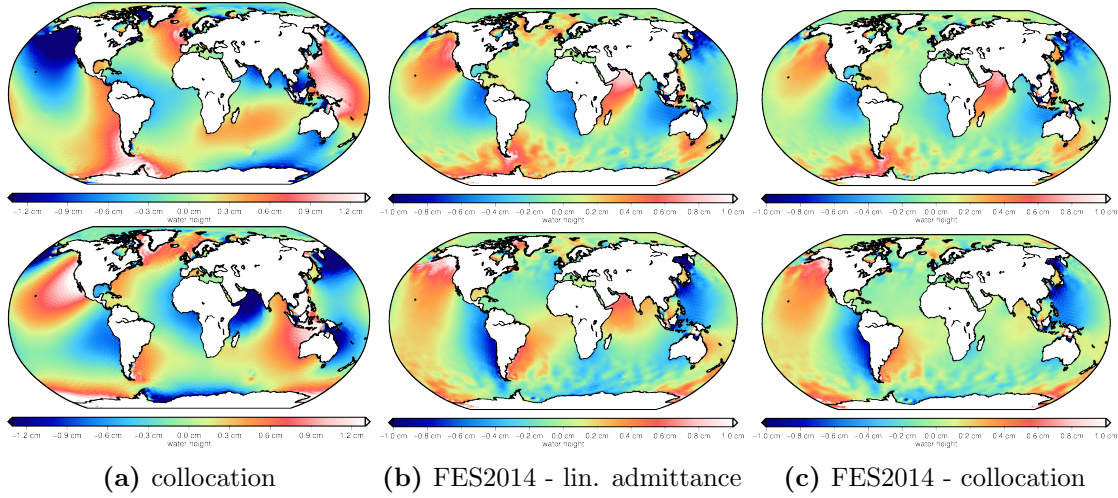 −1.2 cm −0.9 cm −0.6 cm −0.3 cm 0.0 cm 0.3 cm 0.6 cm 0.9 cm 1.2 cm
water height
−1.0 cm −0.8 cm −0.6 cm −0.4 cm −0.2 cm 0.0 cm 0.2 cm 0.4 cm 0.6 cm 0.8 cm 1.0 cm
water height
−1.0 cm −0.8 cm −0.6 cm −0.4 cm −0.2 cm 0.0 cm 0.2 cm 0.4 cm 0.6 cm 0.8 cm 1.0 cm
water height
−1.2 cm −0.9 cm −0.6 cm −0.3 cm 0.0 cm 0.3 cm 0.6 cm 0.9 cm 1.2 cm
water height
−1.0 cm −0.8 cm −0.6 cm −0.4 cm −0.2 cm 0.0 cm 0.2 cm 0.4 cm 0.6 cm 0.8 cm 1.0 cm
water height
−1.0 cm −0.8 cm −0.6 cm −0.4 cm −0.2 cm 0.0 cm 0.2 cm 0.4 cm 0.6 cm 0.8 cm 1.0 cm
water height
(a) collocation
(b) FES2014 - lin. admittance
(c) FES2014 - collocation